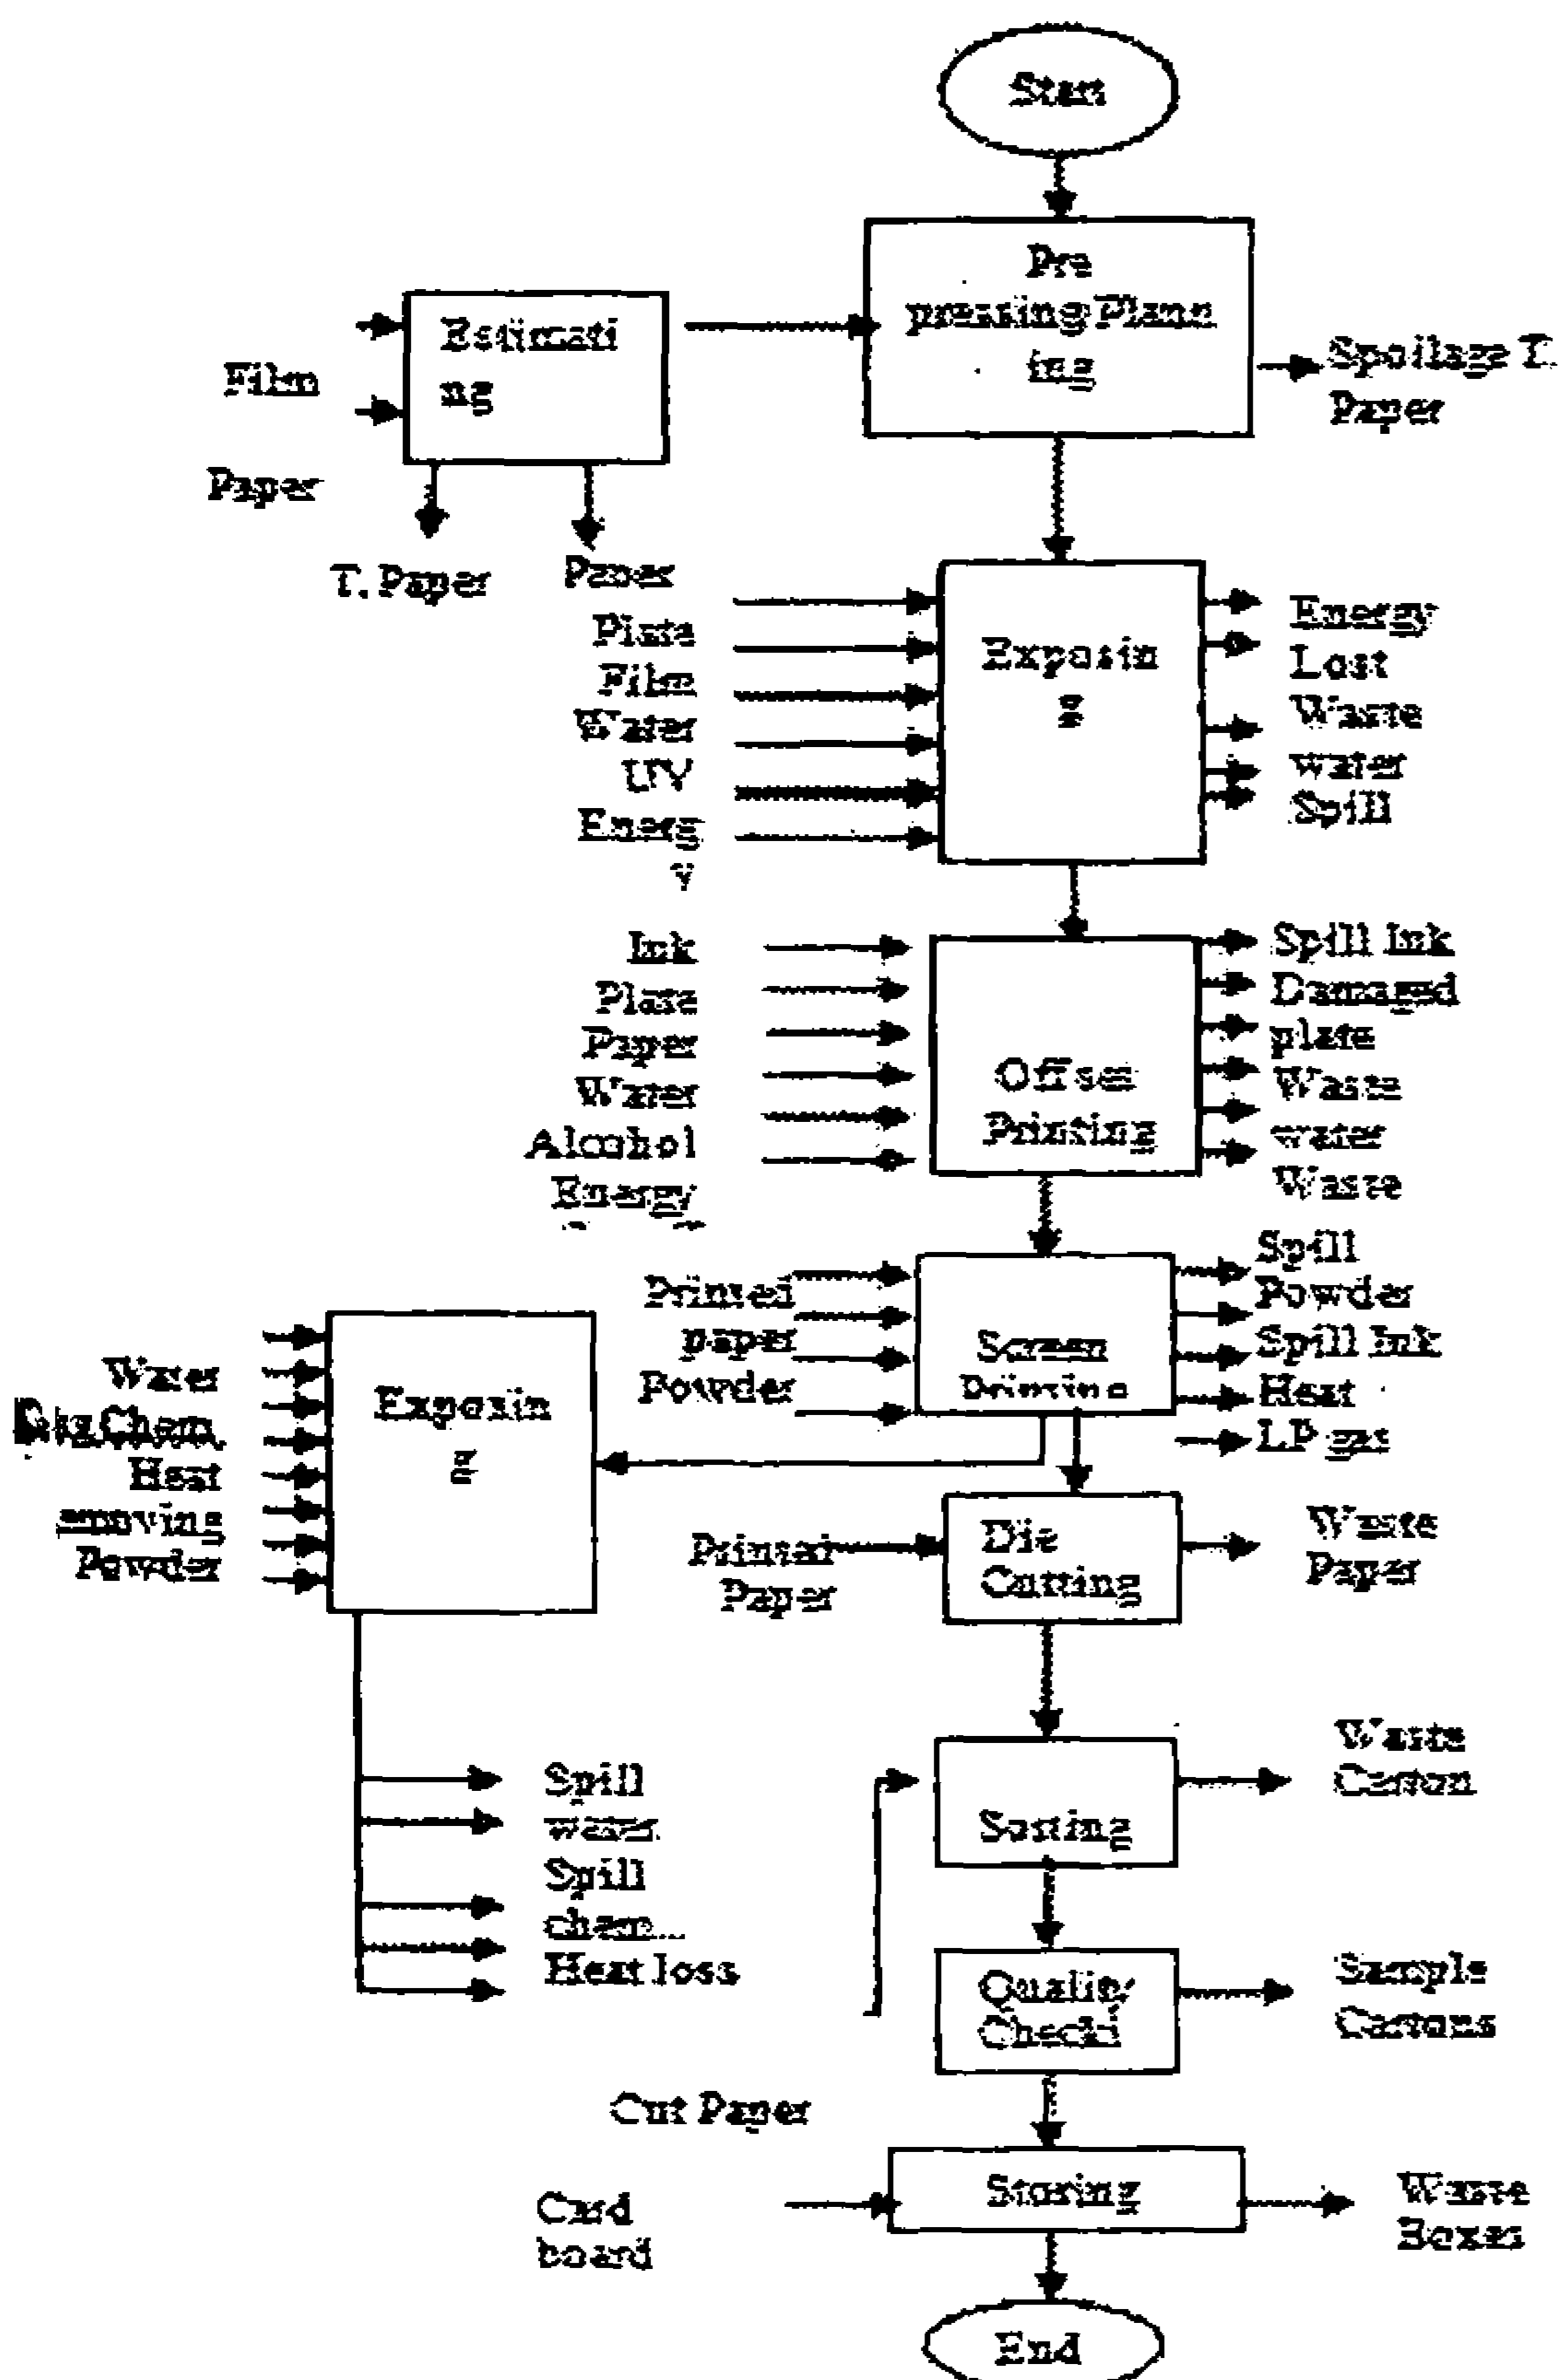 Start
Pre
pressing Plann
ing
Estimati
ng
Film
Paper
Spoilage T.
Paper
T. Paper
Paper
Plate
Film
Water
UV
Energ
y
Exposin
g
Energy
Lost
Waste
water
Spill
Ink
Plate
Paper
Water
Alcohol
Energy
Offset
Printing
Spill Ink
Damaged
plate
Waste
water
Waste
Printed
paper
Powder
Screen
Printing
Spill
Powder
Spill Ink
Heat
LP gas
Water
Chem.
Heat
Powder
Exposin
g
Printed
Paper
Die
Cutting
Waste
Paper
Spill
water
Spill
chem...
Heat loss
Sorting
Waste
Carton
Quality
Checki
Sample
Cartons
Cut Paper
Card
board
Storing
Waste
Boxes
End